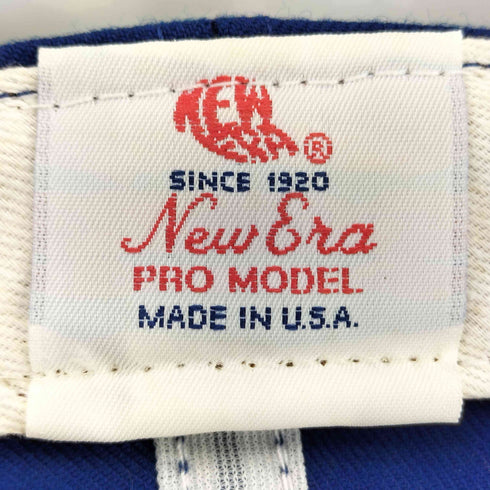 NEW
ERA ®
SINCE 1920
New Era
PRO MODEL
MADE IN U.S.A.